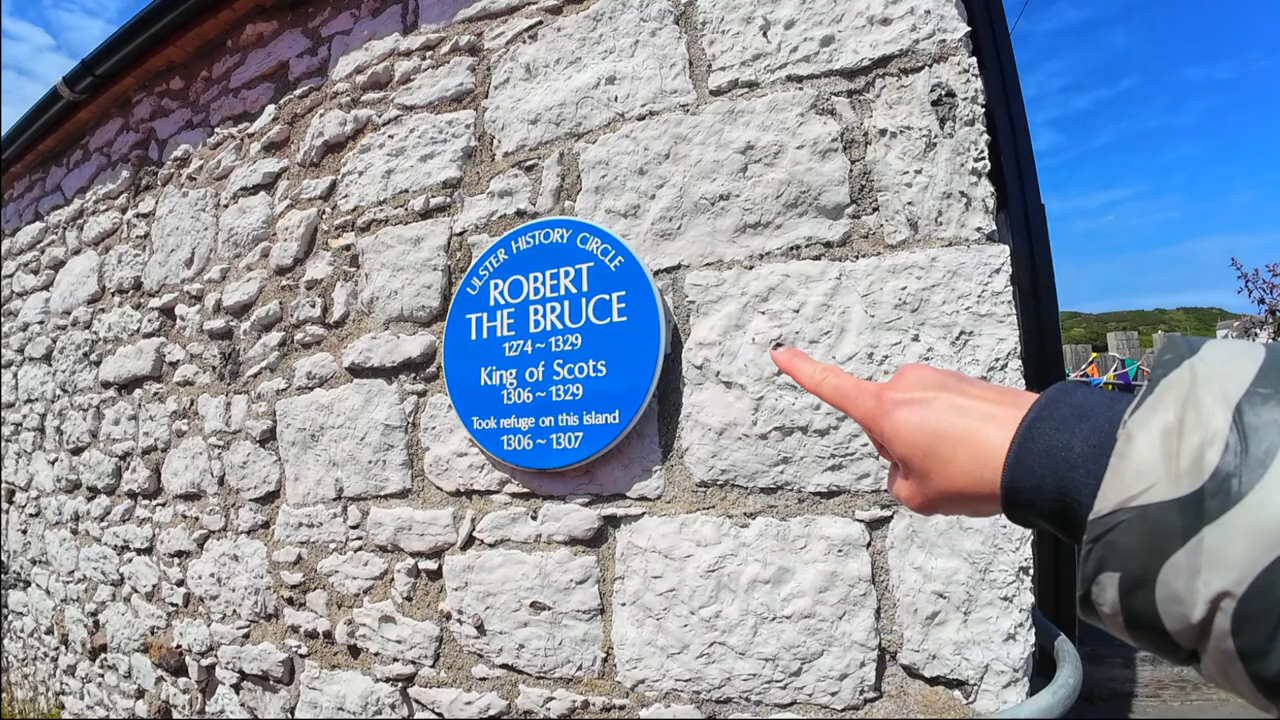 ULSTER HISTORY CIRCLE
ROBERT
THE BRUCE
1274~1329
King of Scots
1306~1329
Took refuge on this island
1306~1307